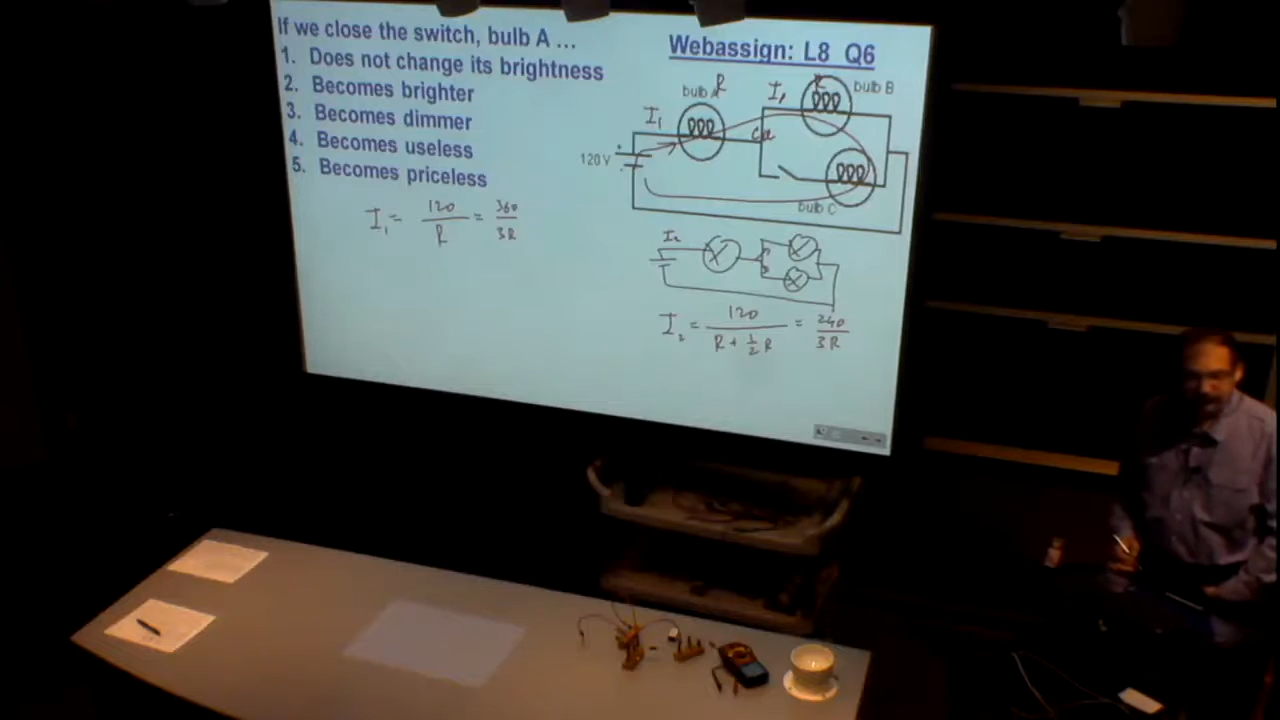 If we close the switch, bulb A ...
1. Does not change its brightness
2. Becomes brighter
3. Becomes dimmer
4. Becomes useless
5. Becomes priceless
I₁ = 120/R = 360/3R
Webassign: L8 Q6
R
I₁
R
bulb B
I₁
120 V
bulb C
I₂
I₂ = 120/(R + ½R) = 240/3R